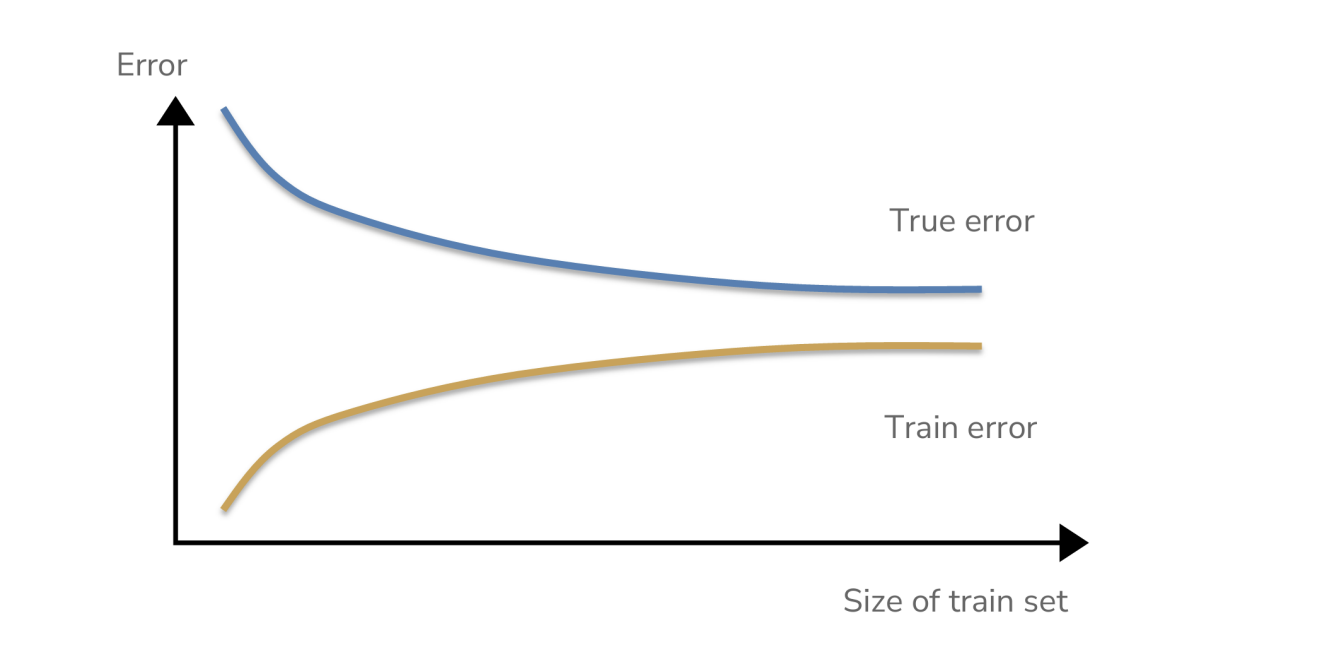 Error
True error
Train error
Size of train set